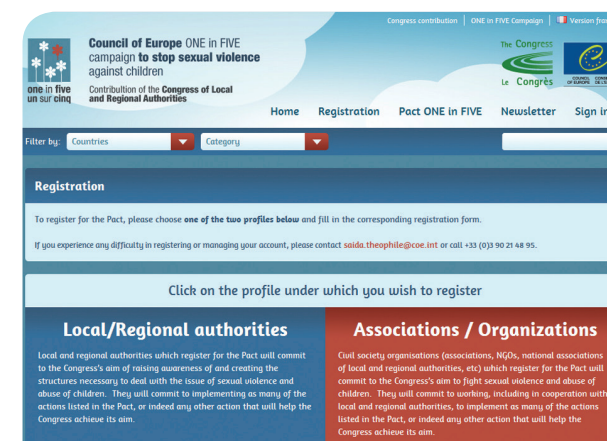 Congress contribution | ONE in FIVE Campaign | Version fran
Council of Europe ONE in FIVE
campaign to stop sexual violence
against children
Contribultion of the Congress of Local
and Regional Authorities
one in five
un sur cinq
The Congress
Le Congrès
COUNCIL
OF EUROPE
Home Registration Pact ONE in FIVE Newsletter Sign in
Filter by: Countries Category
Registration
To register for the Pact, please choose one of the two profiles below and fill in the corresponding registration form.
If you experience any difficulty in registering or managing your account, please contact saida.theophile@coe.int or call +33 (0)3 90 21 48 95.
Click on the profile under which you wish to register
Local/Regional authorities
Local and regional authorities which register for the Pact will commit
to the Congress's aim of raising awareness of and creating the
structures necessary to deal with the issue of sexual violence and
abuse of children. They will commit to implementing as many of the
actions listed in the Pact, or indeed any other action that will help the
Congress achieve its aim.
Associations / Organizations
Civil society organisations (associations, NGOs, national associations
of local and regional authorities, etc) which register for the Pact will
commit to the Congress's aim to fight sexual violence and abuse of
children. They will commit to working, including in cooperation with
local and regional authorities, to implement as many of the actions
listed in the Pact, or indeed any action that will help the
Congress achieve its aim.